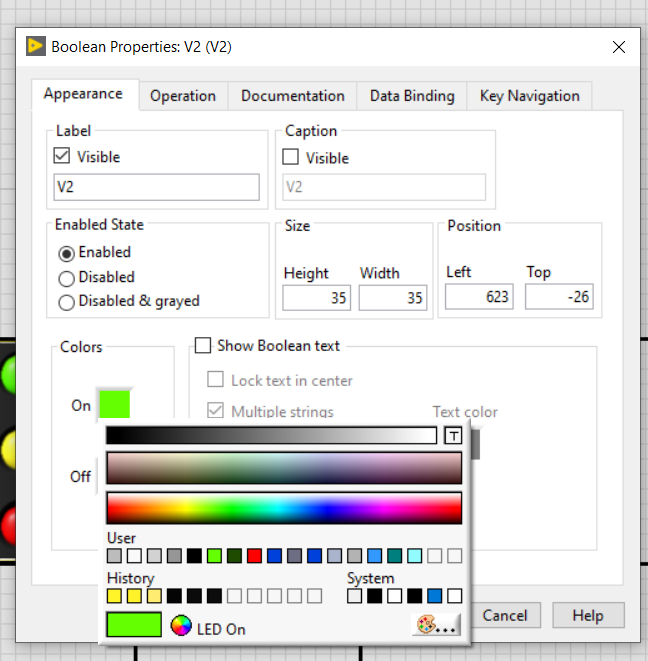 Boolean Properties: V2 (V2)
Appearance Operation Documentation Data Binding Key Navigation
Label
Visible
V2
Caption
Visible
V2
Enabled State
Enabled
Disabled
Disabled & grayed
Size
Height Width
35 35
Position
Left Top
623 -26
Colors
On
Off
Show Boolean text
Lock text in center
Multiple strings Text color
T
User
History System
LED On
...
Cancel Help